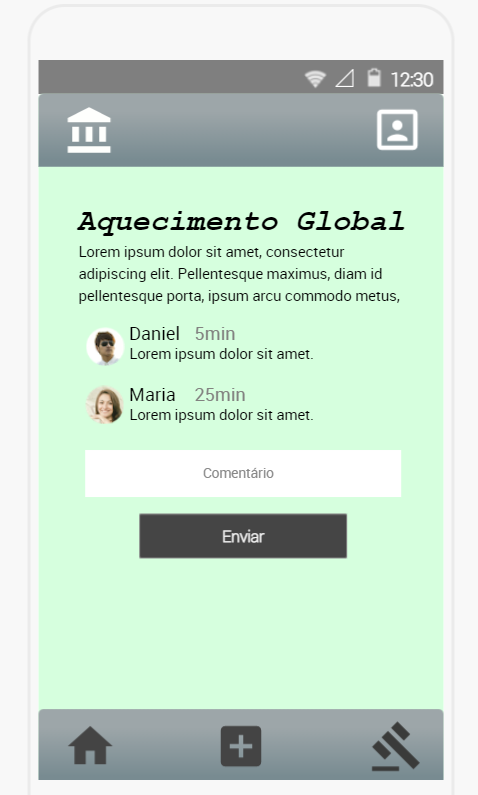 12:30
Aquecimento Global
Lorem ipsum dolor sit amet, consectetur
adipiscing elit. Pellentesque maximus, diam id
pellentesque porta, ipsum arcu commodo metus,
Daniel 5min
Lorem ipsum dolor sit amet.
Maria 25min
Lorem ipsum dolor sit amet.
Comentário
Enviar